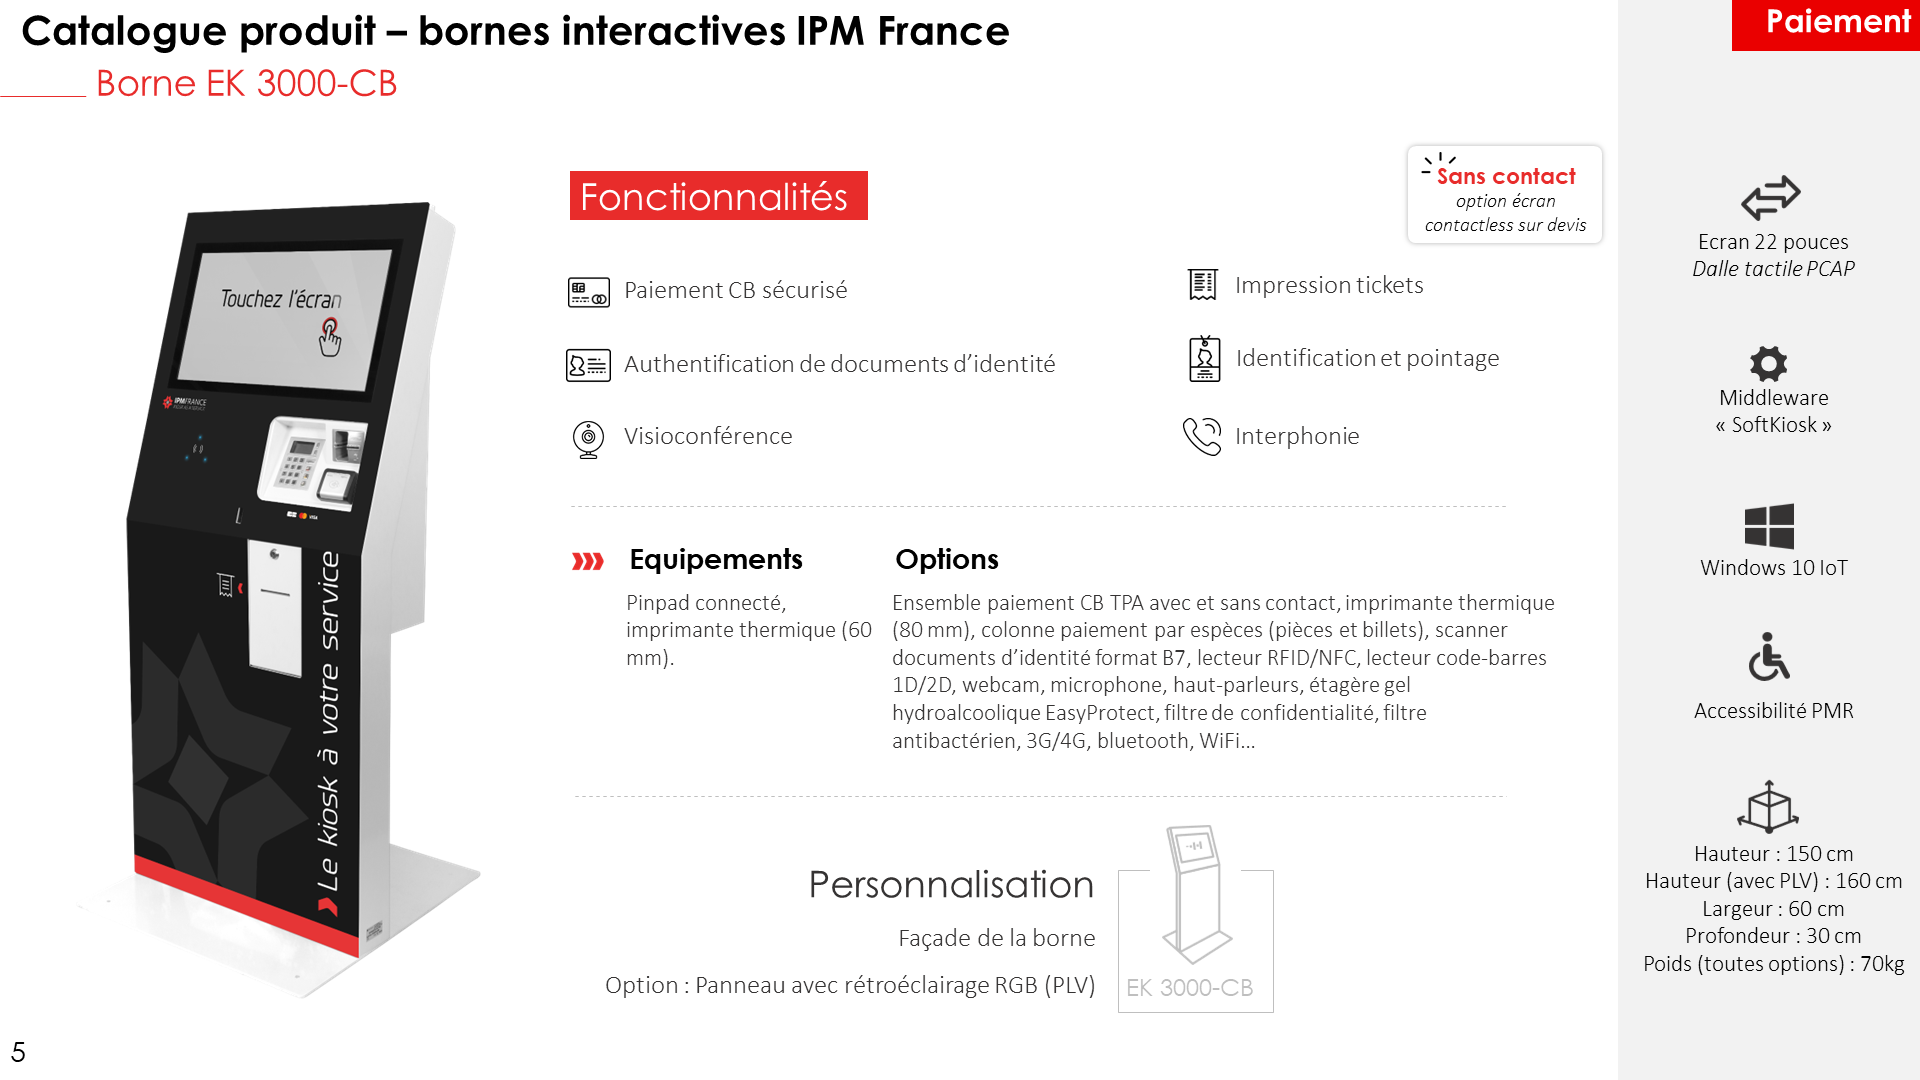 Catalogue produit – bornes interactives IPM France
Paiement
Borne EK 3000-CB
Touchez l'écran
IPMFRANCE
VISA
Le kiosk à votre service
Fonctionnalités
Sans contact
option écran
contactless sur devis
Paiement CB sécurisé
Impression tickets
Authentification de documents d’identité
Identification et pointage
Visioconférence
Interphonie
Equipements
Pinpad connecté,
imprimante thermique (60
mm).
Options
Ensemble paiement CB TPA avec et sans contact, imprimante thermique
(80 mm), colonne paiement par espèces (pièces et billets), scanner
documents d’identité format B7, lecteur RFID/NFC, lecteur code-barres
1D/2D, webcam, microphone, haut-parleurs, étagère gel
hydroalcoolique EasyProtect, filtre de confidentialité, filtre
antibactérien, 3G/4G, bluetooth, WiFi…
Personnalisation
Façade de la borne
Option : Panneau avec rétroéclairage RGB (PLV)
EK 3000-CB
Ecran 22 pouces
Dalle tactile PCAP
Middleware
« SoftKiosk »
Windows 10 IoT
Accessibilité PMR
Hauteur : 150 cm
Hauteur (avec PLV) : 160 cm
Largeur : 60 cm
Profondeur : 30 cm
Poids (toutes options) : 70kg
5